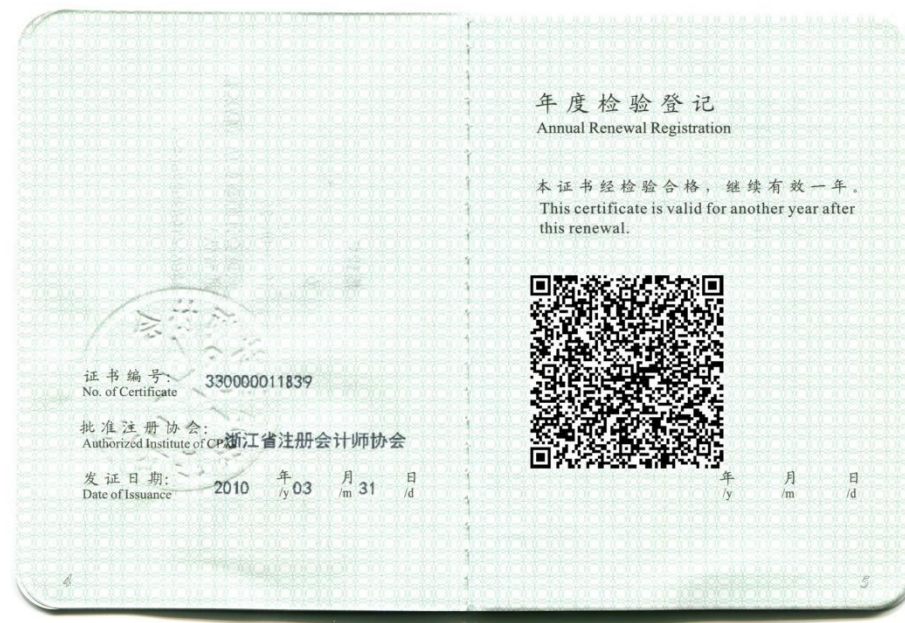 证书编号: 330000011839
No. of Certificate
批准注册协会: 浙江省注册会计师协会
Authorized Institute of CP
发证日期: 2010 年 03 月 31 日
Date of Issuance /y /m /d
4
年度检验登记
Annual Renewal Registration
本证书经检验合格，继续有效一年。
This certificate is valid for another year after
this renewal.
年 月 日
/y /m /d
5